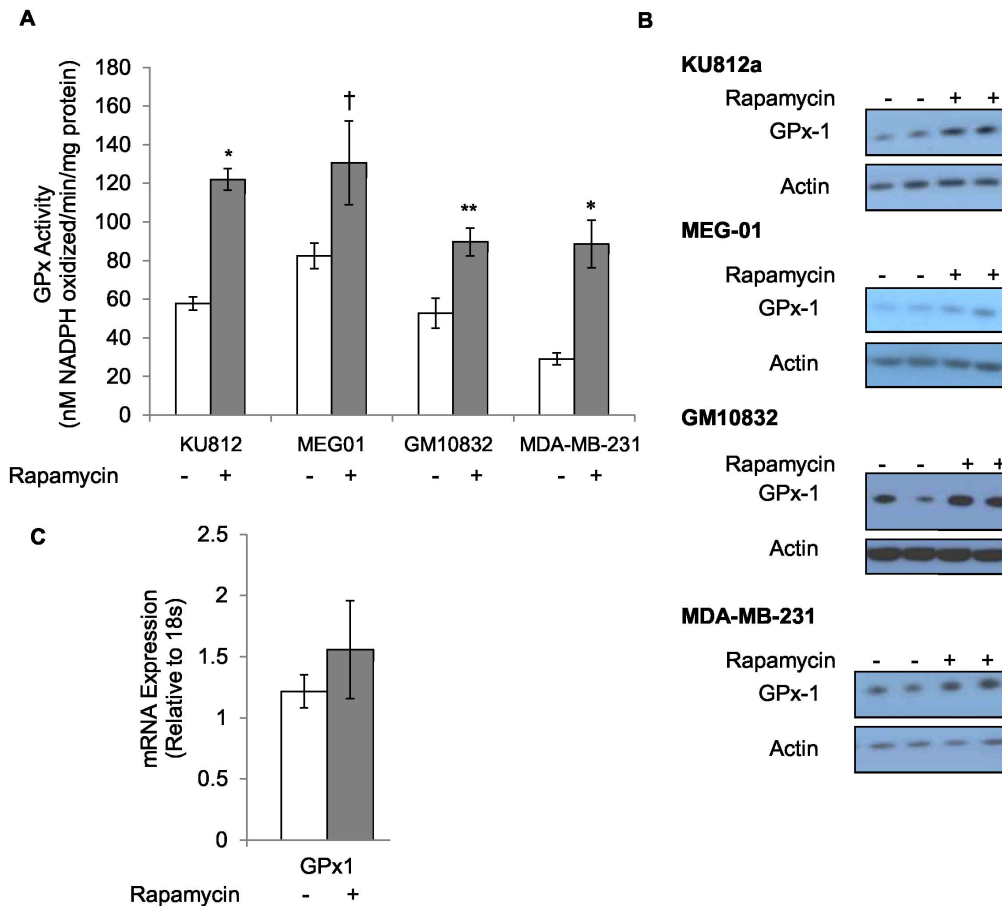 A
GPx Activity
(nM NADPH oxidized/min/mg protein)
180
160
140
120
100
80
60
40
20
0
*
†
**
*
KU812 MEG01 GM10832 MDA-MB-231
Rapamycin - + - + - + - +
B
KU812a
Rapamycin - - + +
GPx-1
Actin
MEG-01
Rapamycin - - + +
GPx-1
Actin
GM10832
Rapamycin - - + +
GPx-1
Actin
MDA-MB-231
Rapamycin - - + +
GPx-1
Actin
C
mRNA Expression
(Relative to 18s)
2.5
2
1.5
1
0.5
0
GPx1
Rapamycin - +